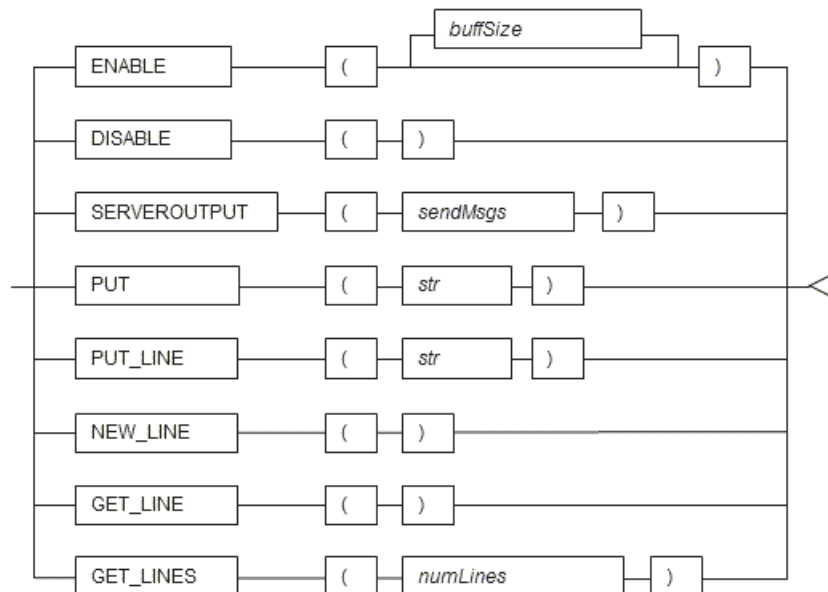 buffSize
ENABLE ( )
DISABLE ( )
SERVEROUTPUT ( sendMsgs )
PUT ( str )
PUT_LINE ( str )
NEW_LINE ( )
GET_LINE ( )
GET_LINES ( numLines )